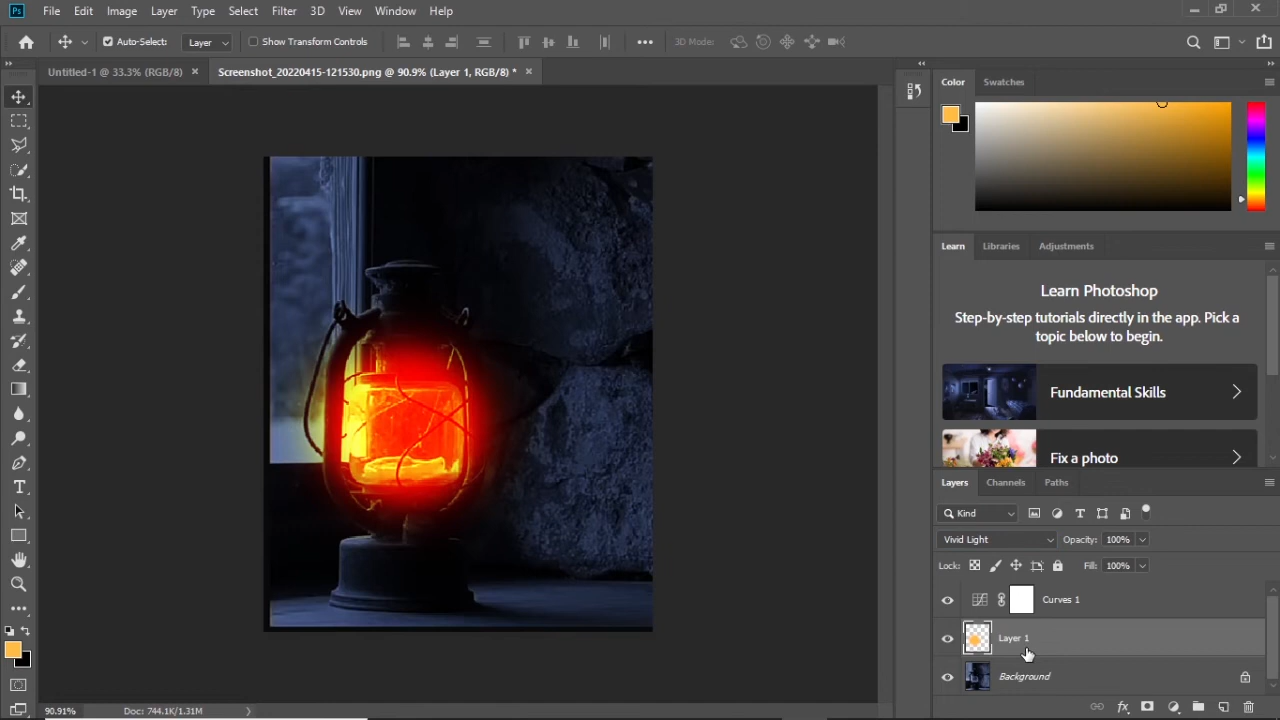 Ps File Edit Image Layer Type Select Filter 3D View Window Help
Auto-Select: Layer Show Transform Controls 3D Mode:
Untitled-1 @ 33.3% (RGB/8) Screenshot_20220415-121530.png @ 90.9% (Layer 1, RGB/8) *
Color Swatches
Learn Libraries Adjustments
Learn Photoshop
Step-by-step tutorials directly in the app. Pick a
topic below to begin.
Fundamental Skills
Fix a photo
Layers Channels Paths
Kind
Vivid Light Opacity: 100%
Lock: Fill: 100%
Curves 1
Layer 1
Background
90.91% Doc: 744.1K/1.31M